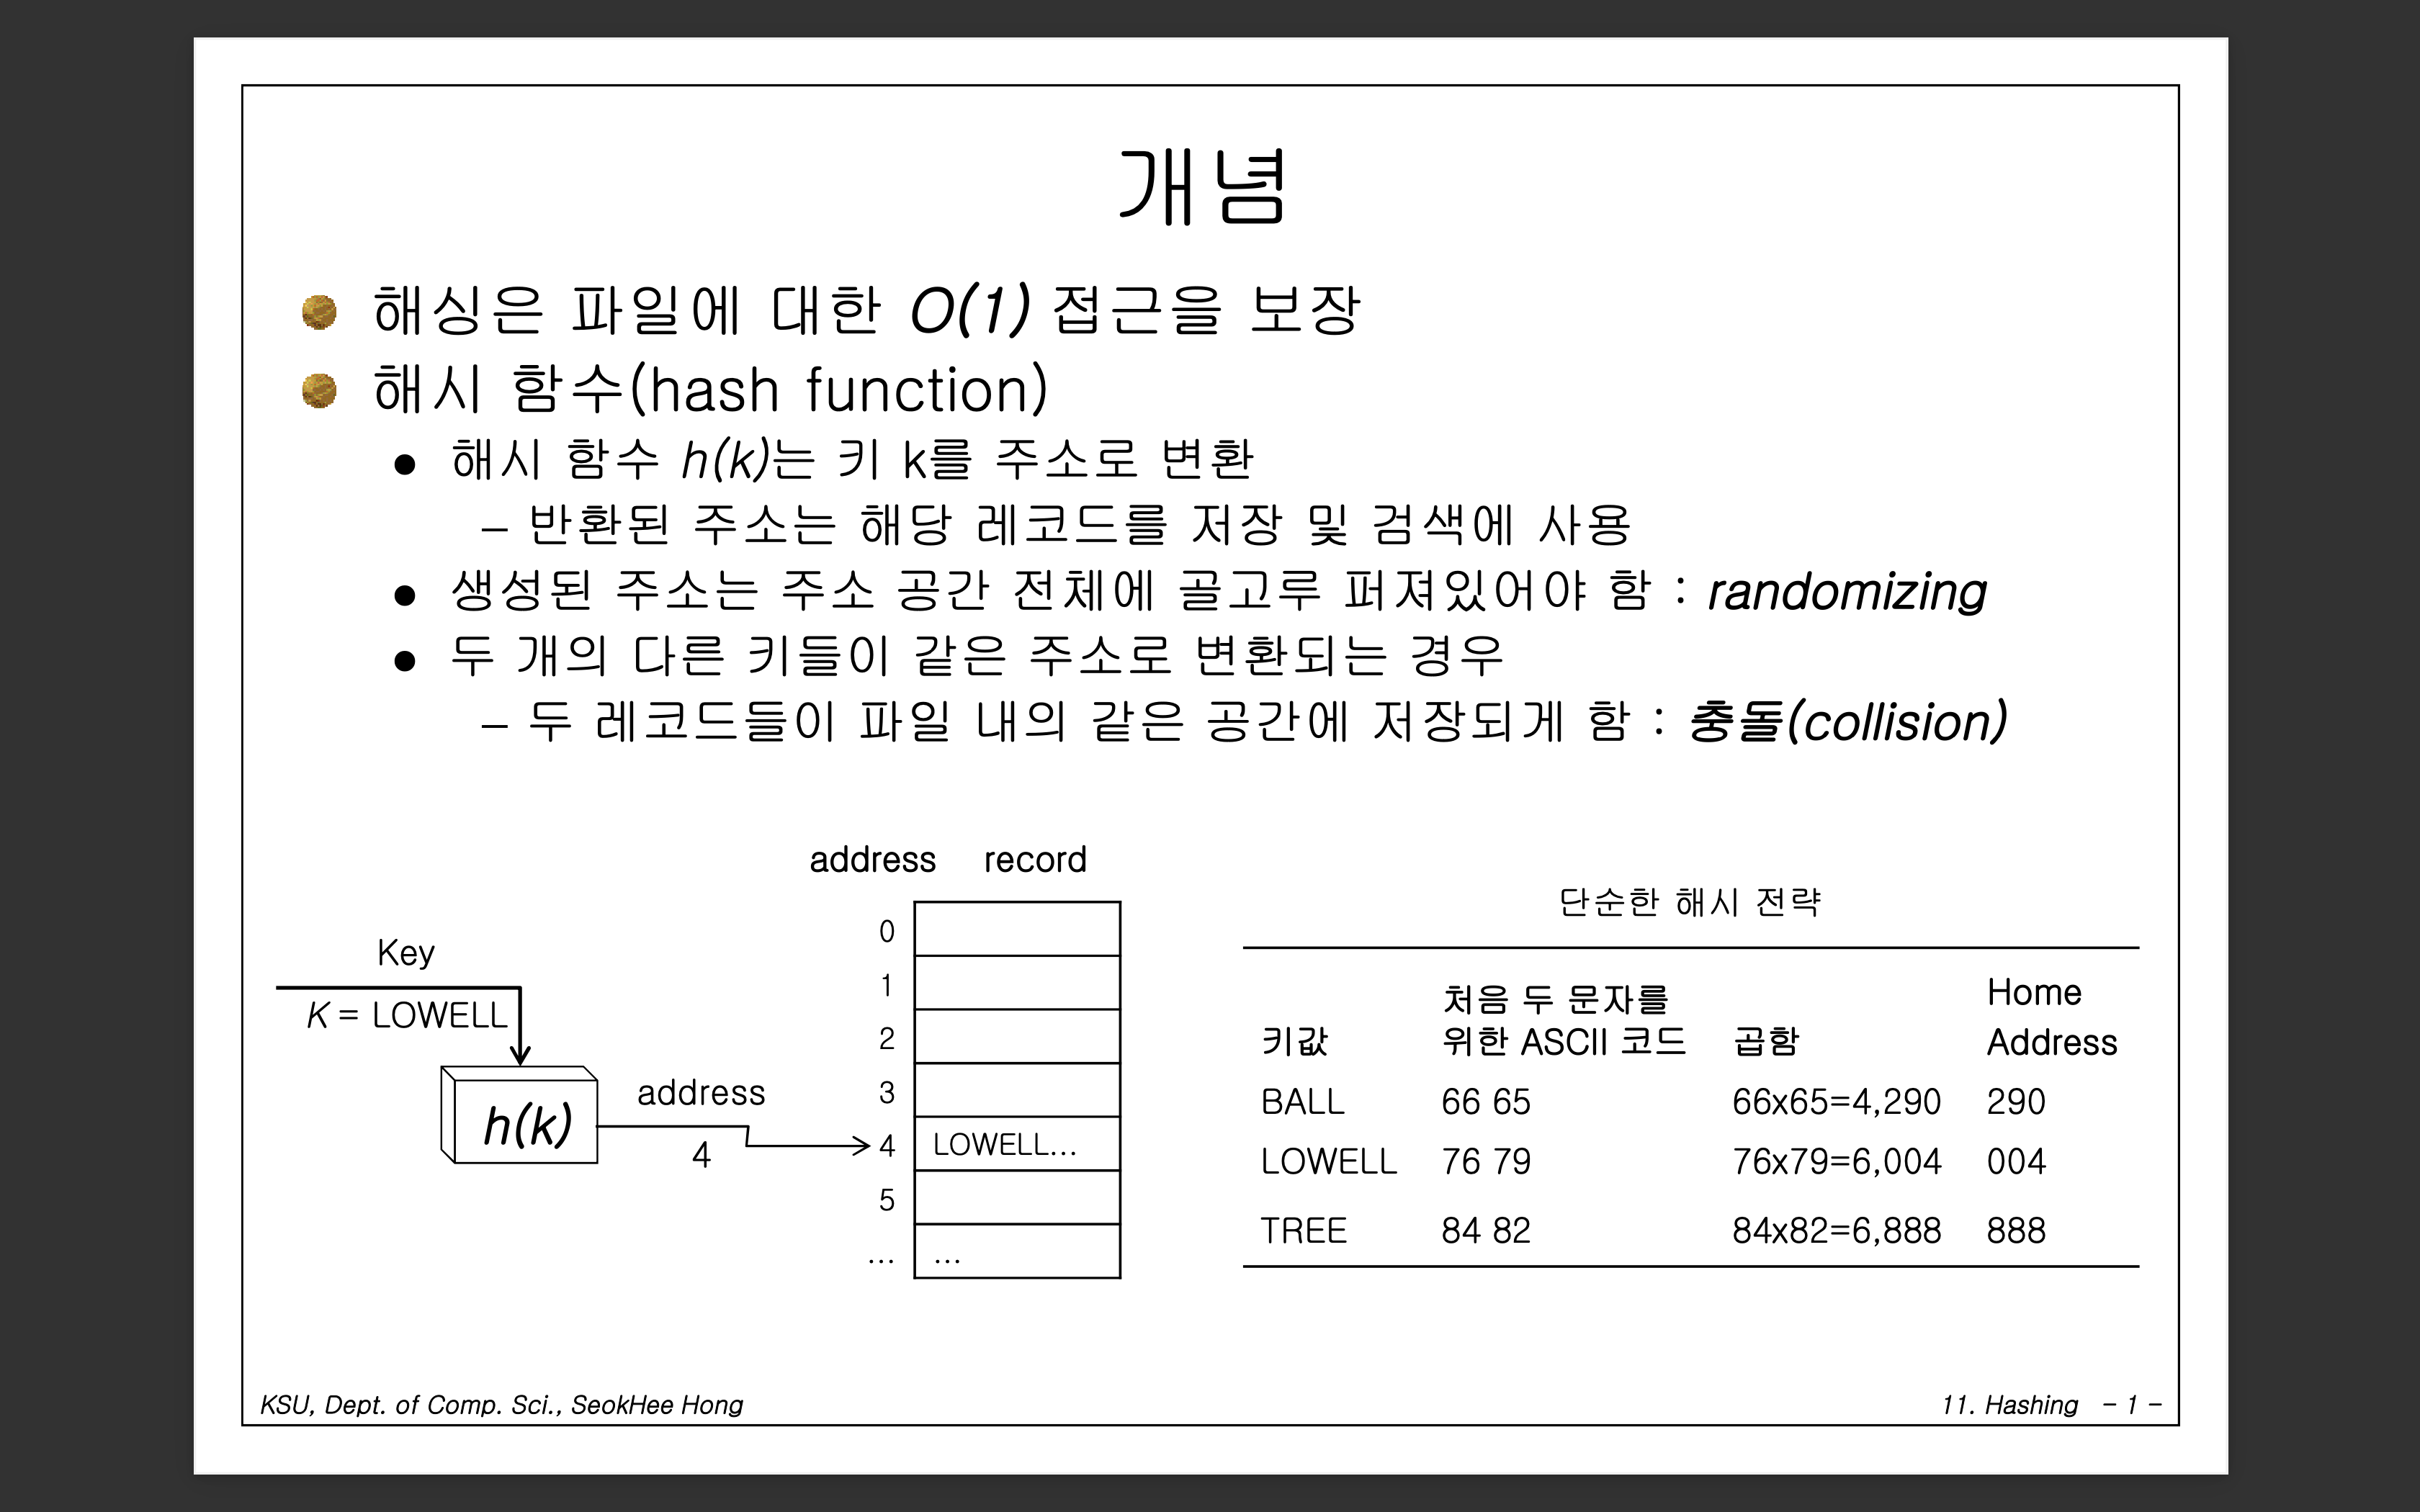 개념
해싱은 파일에 대한 O(1) 접근을 보장
해시 함수(hash function)
해시 함수 h(k)는 키 k를 주소로 변환
– 반환된 주소는 해당 레코드를 저장 및 검색에 사용
생성된 주소는 주소 공간 전체에 골고루 퍼져있어야 함 : randomizing
두 개의 다른 키들이 같은 주소로 변환되는 경우
– 두 레코드들이 파일 내의 같은 공간에 저장되게 함 : 충돌(collision)
Key
K = LOWELL
h(k)
address
4
address record
0
1
2
3
4 LOWELL...
5
... ...
단순한 해시 전략
키값 처음 두 문자를 위한 ASCII 코드 곱함 Home Address
BALL 66 65 66x65=4,290 290
LOWELL 76 79 76x79=6,004 004
TREE 84 82 84x82=6,888 888
KSU, Dept. of Comp. Sci., SeokHee Hong
11. Hashing - 1 -